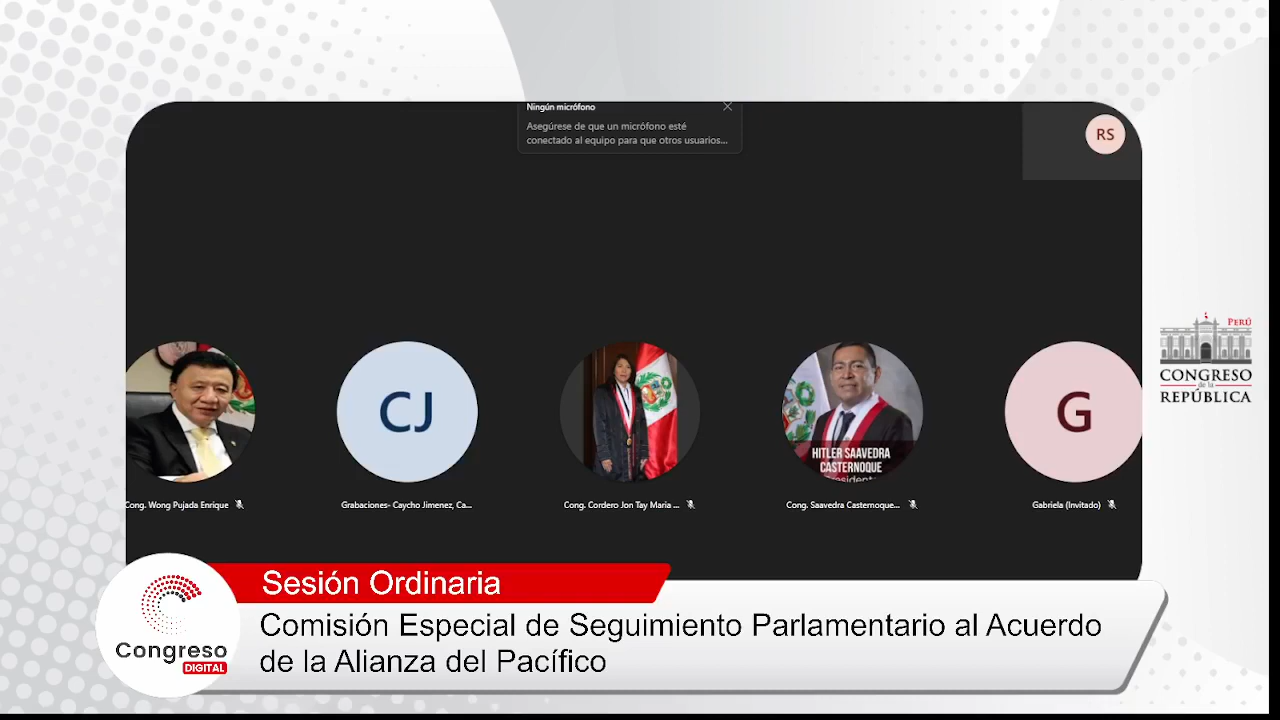 Ningún micrófono
Asegúrese de que un micrófono esté
conectado al equipo para que otros usuarios...
RS
CJ
G
HITLER SAAVEDRA
CASTERNOQUE
President
Cong. Wong Pujada Enrique
Grabaciones- Caycho Jimenez, Ca...
Cong. Cordero Jon Tay Maria ...
Cong. Saavedra Casternoque...
Gabriela (Invitado)
PERÚ
CONGRESO
de la
REPÚBLICA
Sesión Ordinaria
Comisión Especial de Seguimiento Parlamentario al Acuerdo
de la Alianza del Pacífico
Congreso
DIGITAL